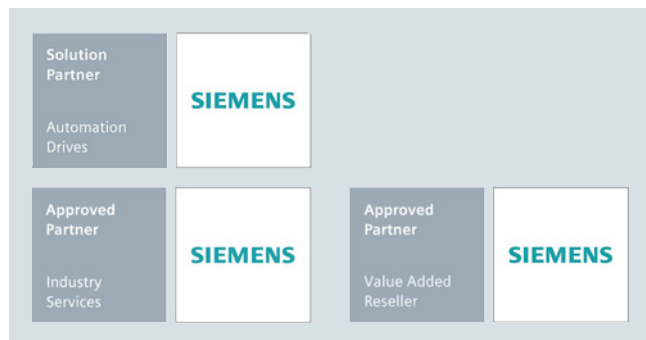 Solution
Partner
Automation
Drives
SIEMENS
Approved
Partner
Industry
Services
SIEMENS
Approved
Partner
Value Added
Reseller
SIEMENS